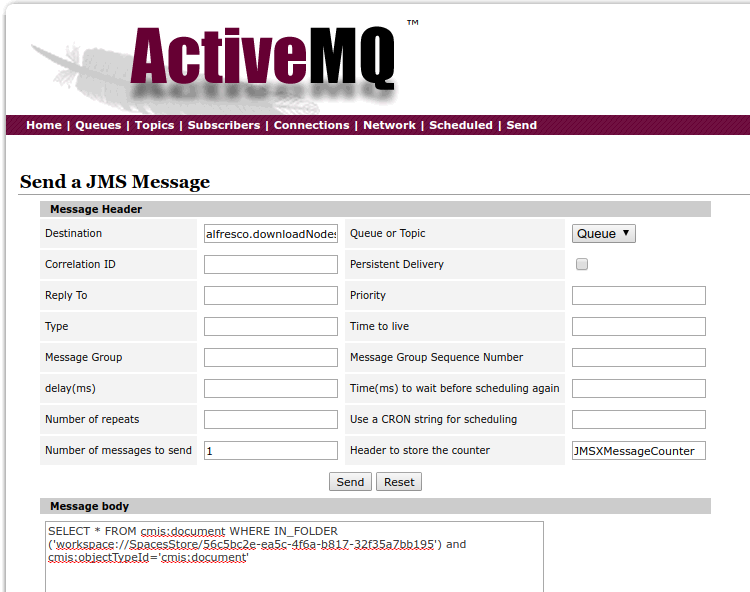 ActiveMQ ™
Home | Queues | Topics | Subscribers | Connections | Network | Scheduled | Send
Send a JMS Message
Message Header
Destination alfresco.downloadNodes Queue or Topic Queue
Correlation ID Persistent Delivery
Reply To Priority
Type Time to live
Message Group Message Group Sequence Number
delay(ms) Time(ms) to wait before scheduling again
Number of repeats Use a CRON string for scheduling
Number of messages to send 1 Header to store the counter JMSXMessageCounter
Send Reset
Message body
SELECT * FROM cmis:document WHERE IN_FOLDER
('workspace://SpacesStore/56c5bc2e-ea5c-4f6a-b817-32f35a7bb195') and
cmis:objectTypeId='cmis:document'